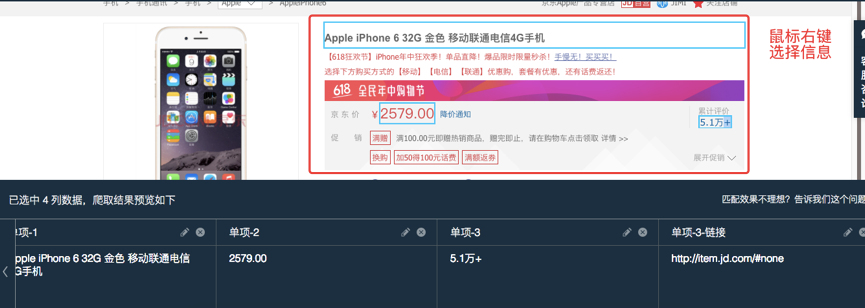 手机 > 手机通讯 > 手机 > Apple > AppleiPhone6
京东Apple产品专营店 JD自营 JIMI 关注店铺
鼠标右键
选择信息
Apple iPhone 6 32G 金色 移动联通电信4G手机
【618狂欢节】iPhone年中狂欢季！单品直降！爆品限时限量秒杀！手慢无！买买买！
选择下方购买方式的【移动】【电信】【联通】优惠购，套餐有优惠，还有话费返还！
618 全民年中购物节
京东价 ¥2579.00 降价通知
累计评价
5.1万+
促 销 满赠 满100.00元即赠热销商品，赠完即止，请在购物车点击领取 详情 >>
换购 加50得100元话费 满额返券 展开促销
已选中 4 列数据，爬取结果预览如下
匹配效果不理想？告诉我们这个问题
单项-1 单项-2 单项-3 单项-3-链接
pple iPhone 6 32G 金色 移动联通电信
G手机
2579.00 5.1万+ http://item.jd.com/#none